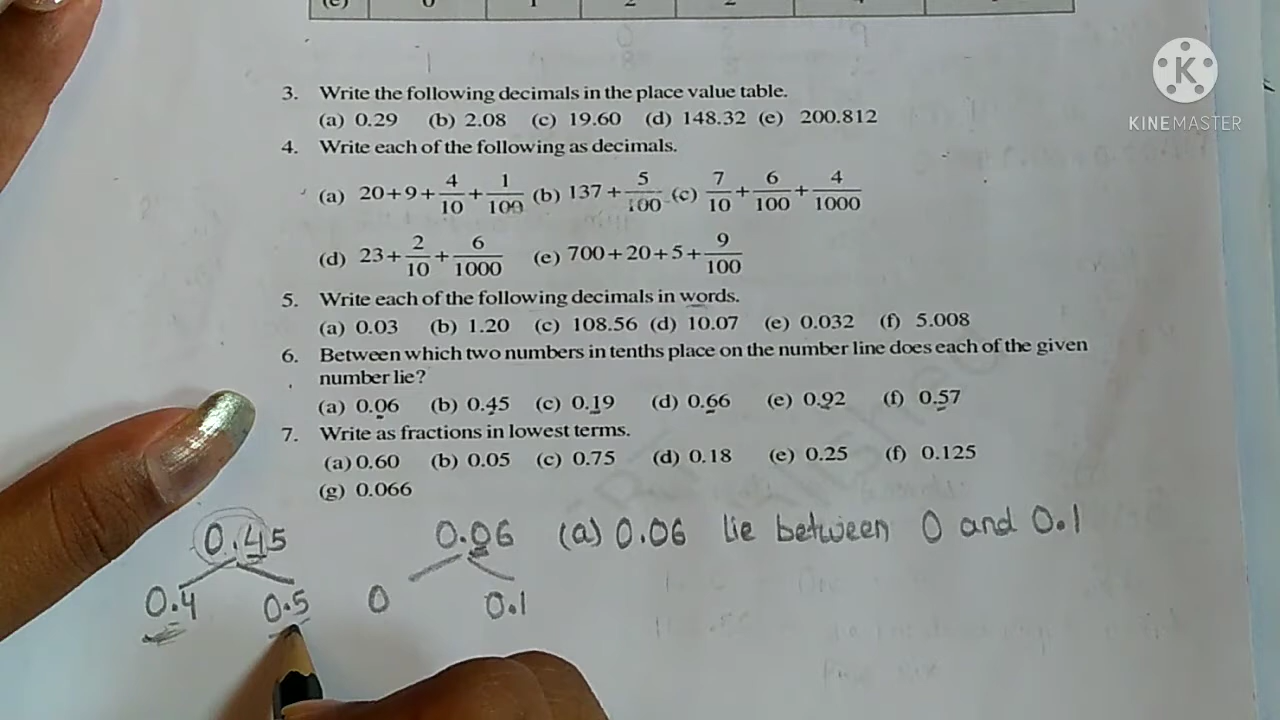 (e) 0 1 2 2
3. Write the following decimals in the place value table.
(a) 0.29 (b) 2.08 (c) 19.60 (d) 148.32 (e) 200.812
4. Write each of the following as decimals.
(a) 20+9+4/10+1/100 (b) 137+5/100 (c) 7/10+6/100+4/1000
(d) 23+2/10+6/1000 (e) 700+20+5+9/100
5. Write each of the following decimals in words.
(a) 0.03 (b) 1.20 (c) 108.56 (d) 10.07 (e) 0.032 (f) 5.008
6. Between which two numbers in tenths place on the number line does each of the given
number lie?
(a) 0.06 (b) 0.45 (c) 0.19 (d) 0.66 (e) 0.92 (f) 0.57
7. Write as fractions in lowest terms.
(a) 0.60 (b) 0.05 (c) 0.75 (d) 0.18 (e) 0.25 (f) 0.125
(g) 0.066
0.45 0.06 (a) 0.06 lie between 0 and 0.1
0.4 0.5 0 0.1
K
KINEMASTER